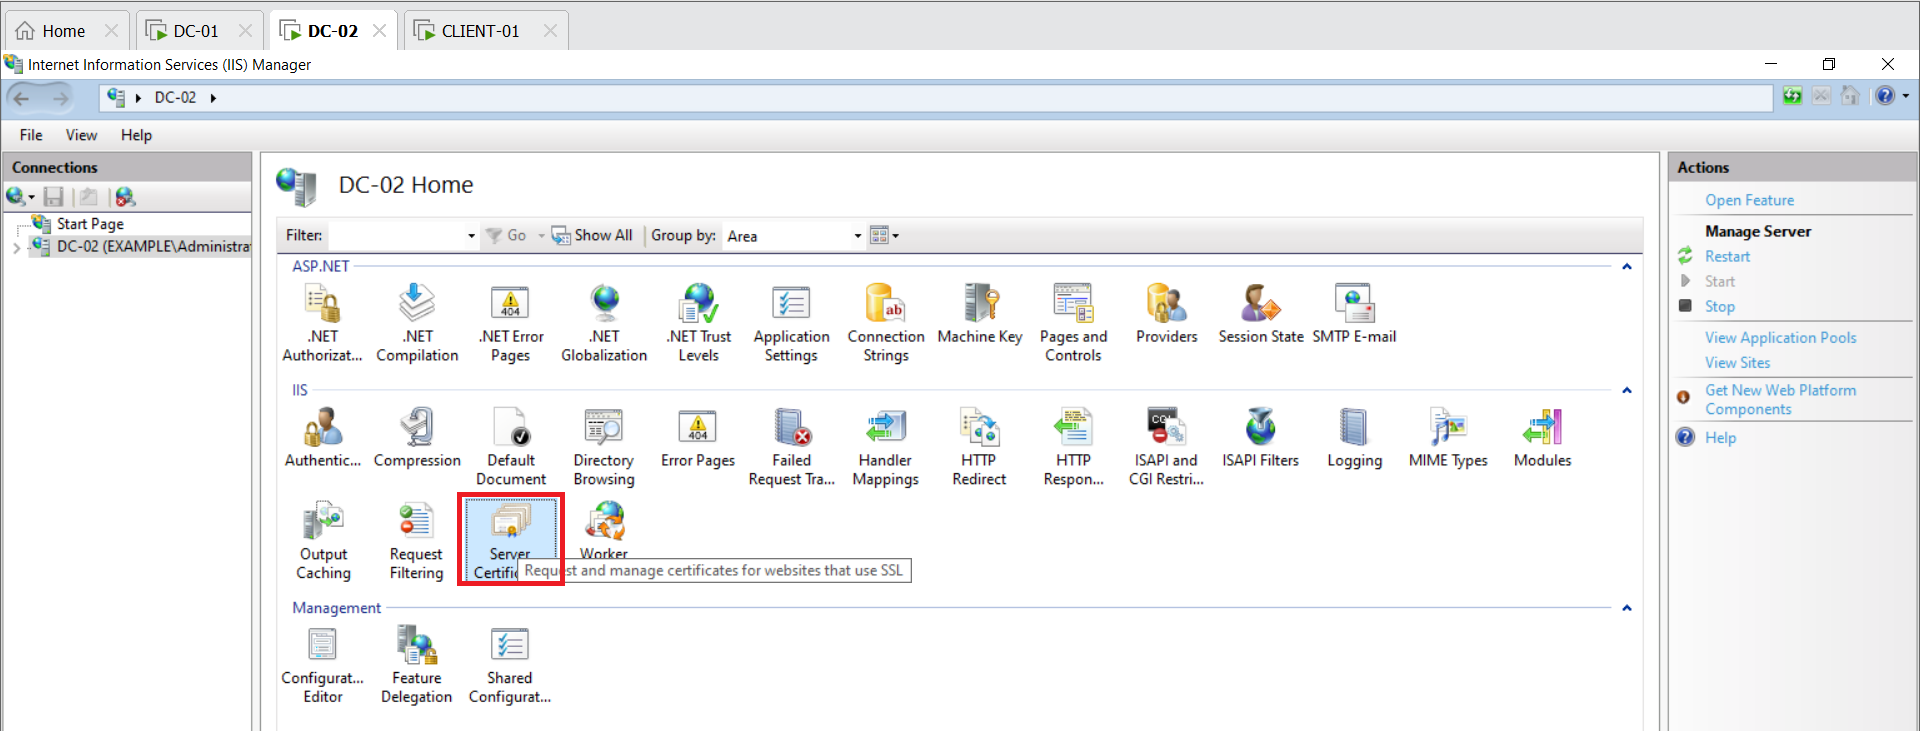 Home
DC-01
DC-02
CLIENT-01
Internet Information Services (IIS) Manager
DC-02
File View Help
Connections
Start Page
DC-02 (EXAMPLE\Administra
DC-02 Home
Filter: Go Show All Group by: Area
ASP.NET
.NET Authorizat...
.NET Compilation
.NET Error Pages
.NET Globalization
.NET Trust Levels
Application Settings
Connection Strings
Machine Key
Pages and Controls
Providers
Session State
SMTP E-mail
IIS
Authentic...
Compression
Default Document
Directory Browsing
Error Pages
Failed Request Tra...
Handler Mappings
HTTP Redirect
HTTP Respon...
ISAPI and CGI Restri...
ISAPI Filters
Logging
MIME Types
Modules
Output Caching
Request Filtering
Server Certific
Worker
Request and manage certificates for websites that use SSL
Management
Configurat... Editor
Feature Delegation
Shared Configurat...
Actions
Open Feature
Manage Server
Restart
Start
Stop
View Application Pools
View Sites
Get New Web Platform
Components
Help